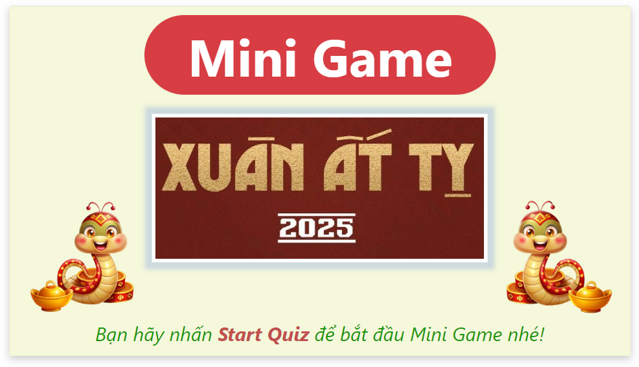 Mini Game
XUÂN ẤT TỴ
2025
Bạn hãy nhấn Start Quiz để bắt đầu Mini Game nhé!